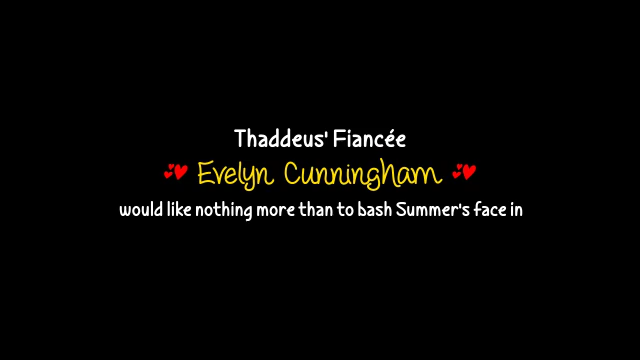 Thaddeus' Fiancée
Evelyn Cunningham
would like nothing more than to bash Summer's face in